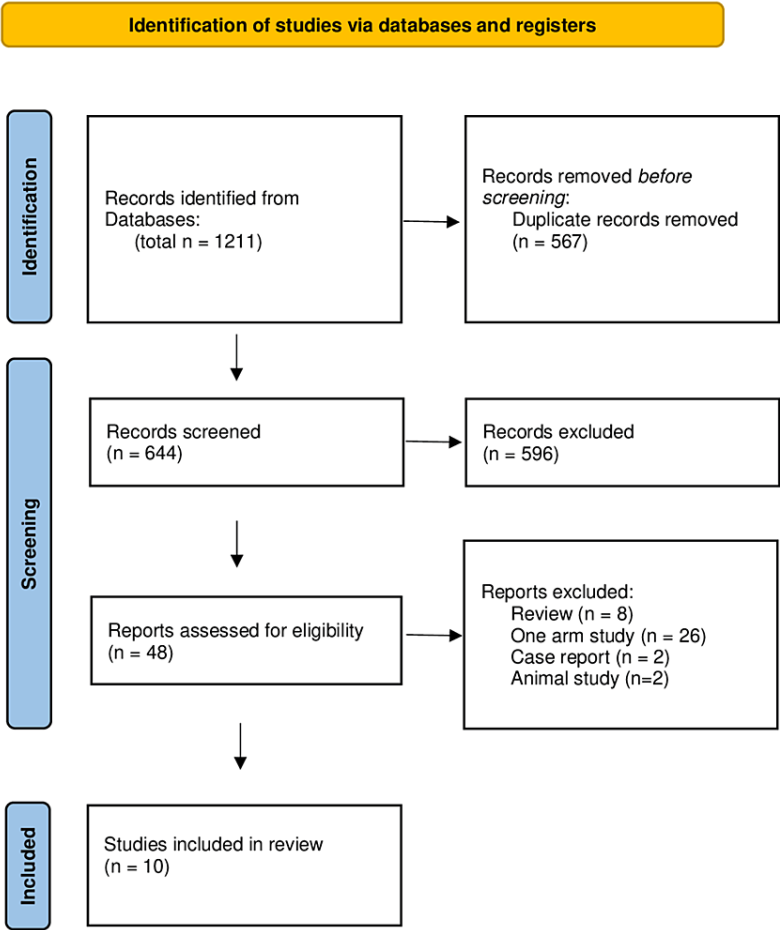 Identification of studies via databases and registers
Identification
Records identified from
Databases:
(total n = 1211)
Records removed before
screening:
Duplicate records removed
(n = 567)
Screening
Records screened
(n = 644)
Records excluded
(n = 596)
Reports assessed for eligibility
(n = 48)
Reports excluded:
Review (n = 8)
One arm study (n = 26)
Case report (n = 2)
Animal study (n=2)
Included
Studies included in review
(n = 10)